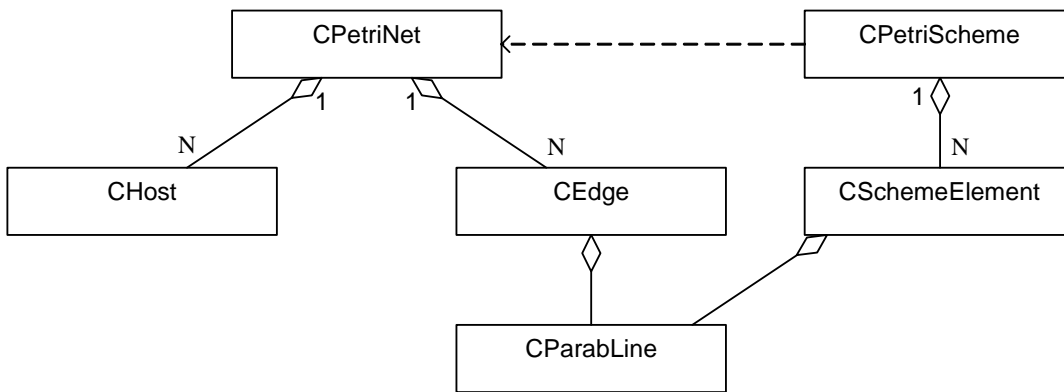 CPetriNet
CPetriScheme
1
1
1
N
N
N
CHost
CEdge
CSchemeElement
CParabLine